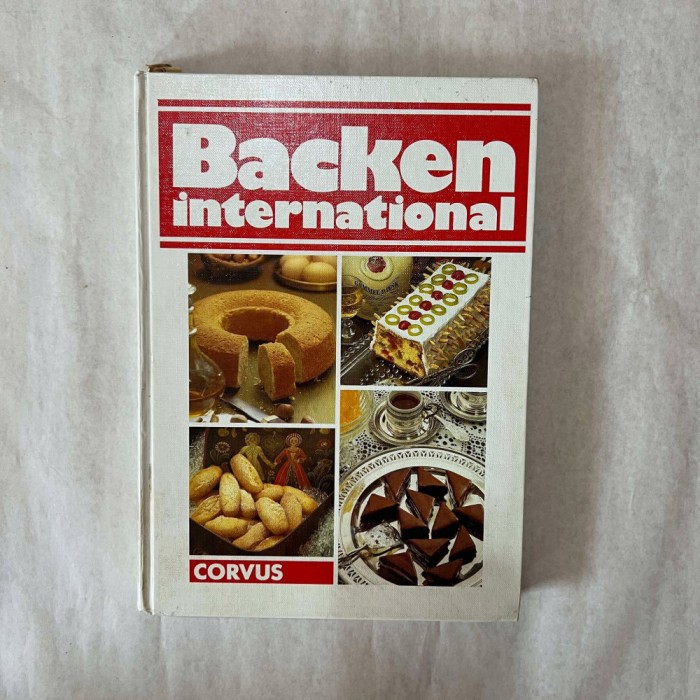 Backen
international
CORVUS